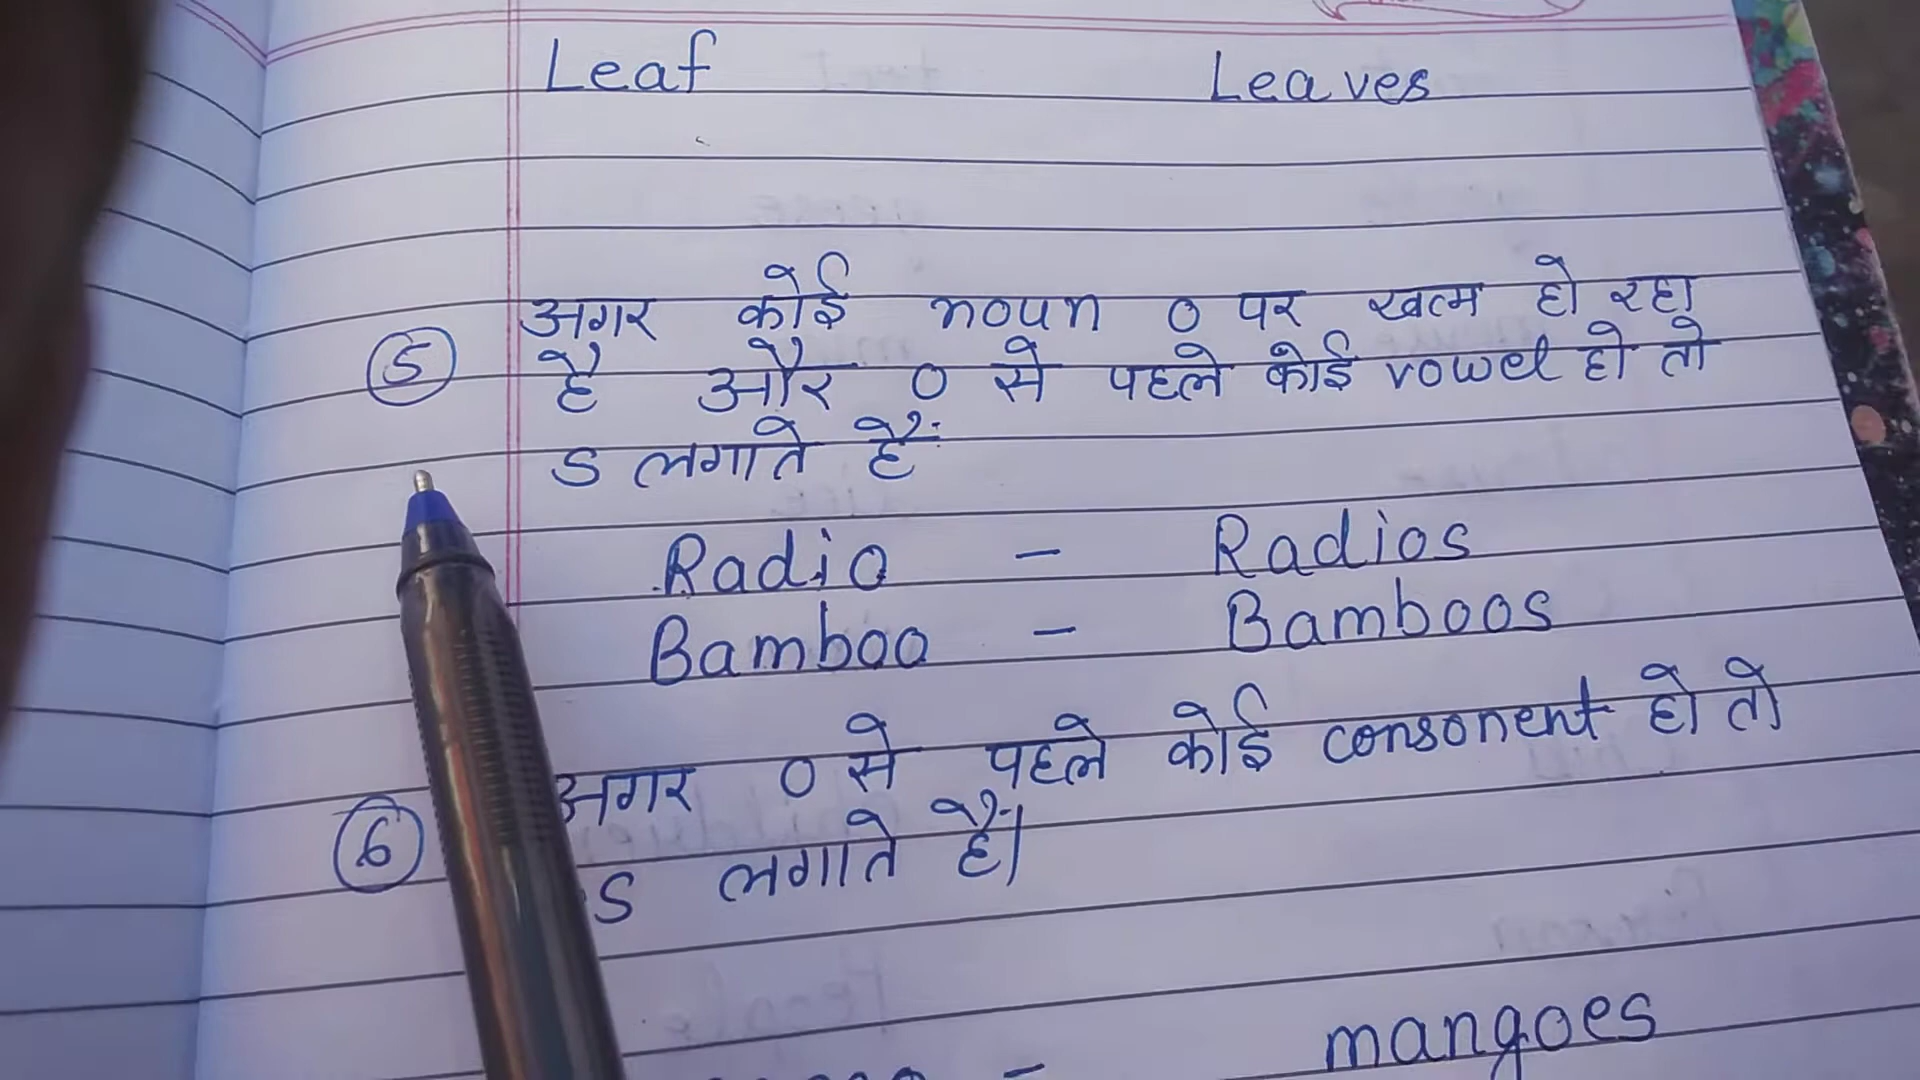 Leaf Leaves
अगर कोई noun o पर खत्म हो रहा
⑤ है और o से पहले कोई vowel हो तो
s लगाते हैं:
Radio - Radios
Bamboo - Bamboos
अगर o से पहले कोई consonent हो तो
⑥ s लगाते हैं।
- mangoes